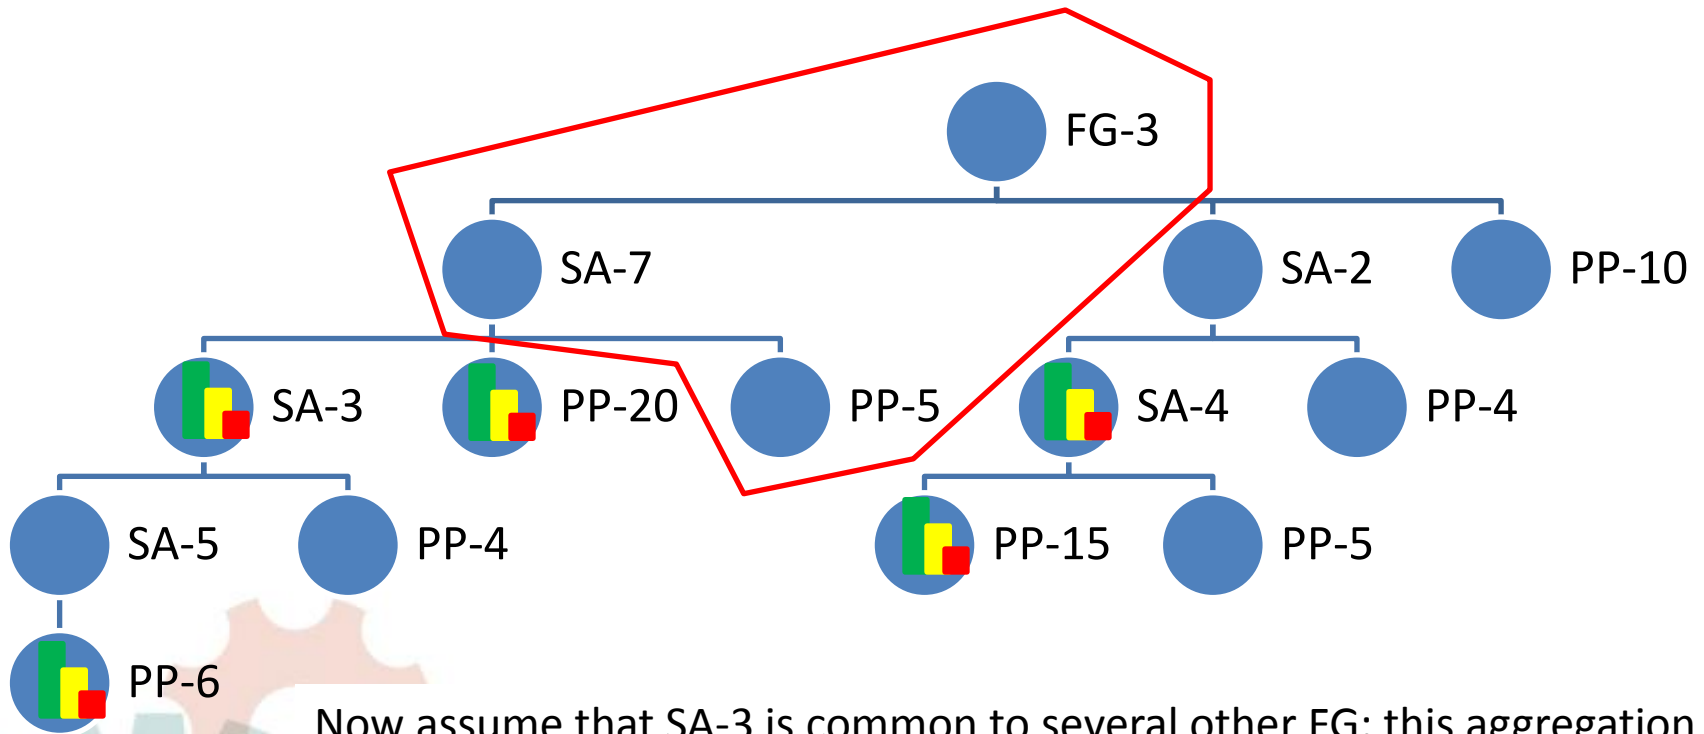 FG-3
SA-7
SA-2
PP-10
SA-3
PP-20
PP-5
SA-4
PP-4
SA-5
PP-4
PP-15
PP-5
PP-6
Now assume that SA-3 is common to several other FG: this aggregation